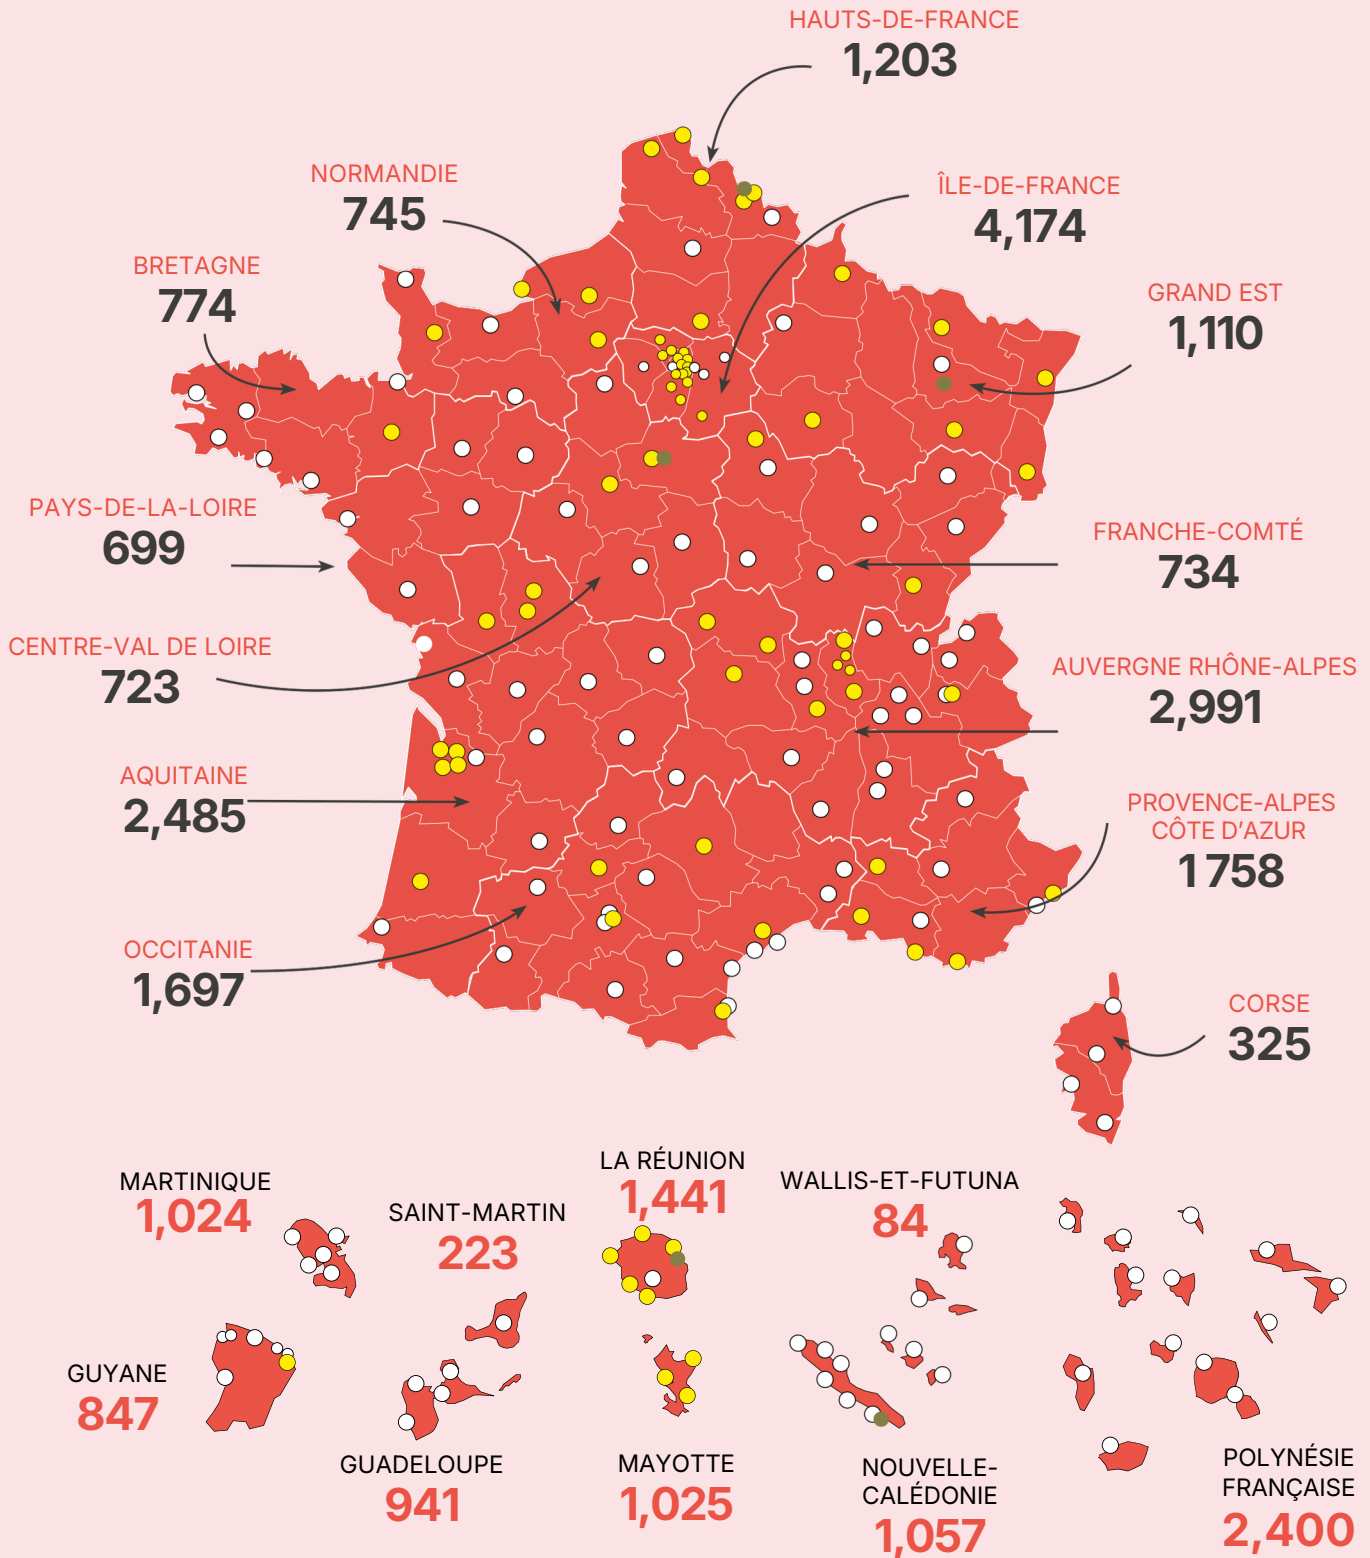 HAUTS-DE-FRANCE
1,203
NORMANDIE
745
ÎLE-DE-FRANCE
4,174
BRETAGNE
774
GRAND EST
1,110
PAYS-DE-LA-LOIRE
699
FRANCHE-COMTÉ
734
CENTRE-VAL DE LOIRE
723
AUVERGNE RHÔNE-ALPES
2,991
AQUITAINE
2,485
PROVENCE-ALPES
CÔTE D'AZUR
1 758
OCCITANIE
1,697
CORSE
325
MARTINIQUE
1,024
SAINT-MARTIN
223
LA RÉUNION
1,441
WALLIS-ET-FUTUNA
84
GUYANE
847
GUADELOUPE
941
MAYOTTE
1,025
NOUVELLE-
CALÉDONIE
1,057
POLYNÉSIE
FRANÇAISE
2,400